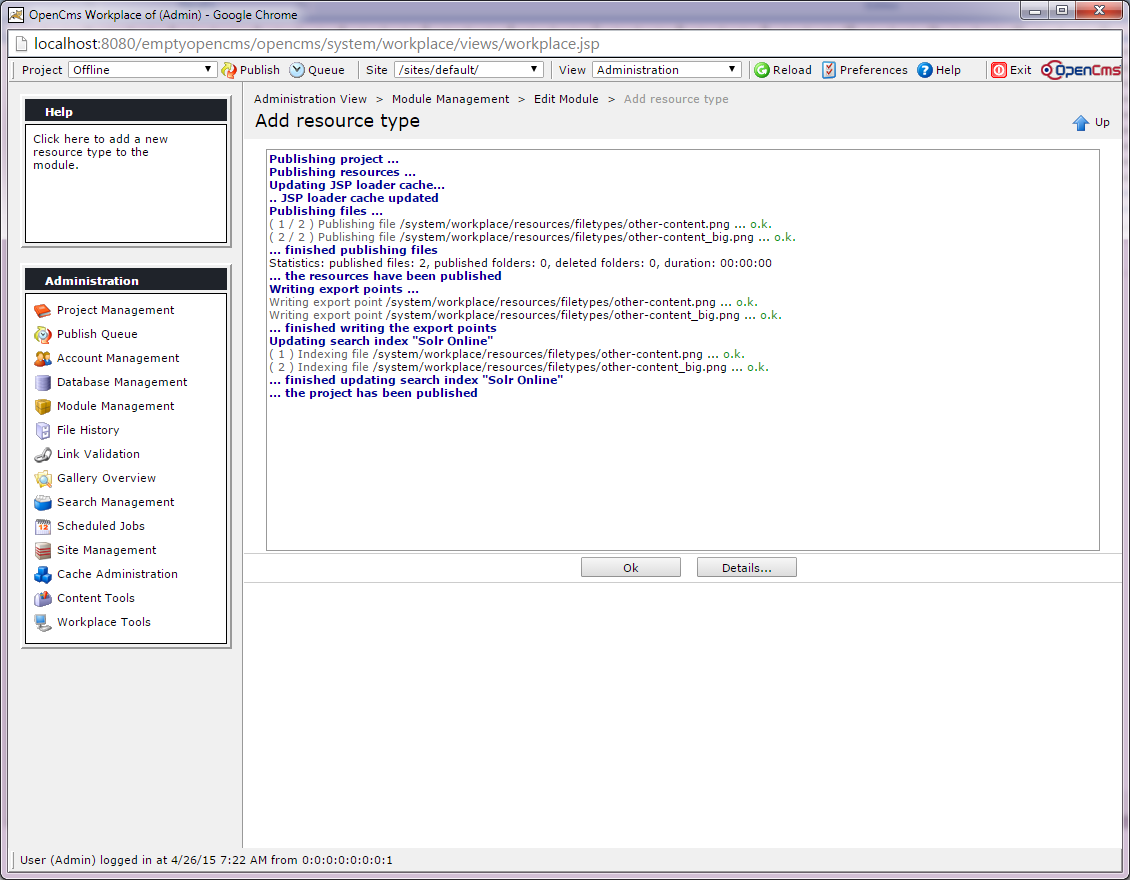 OpenCms Workplace of (Admin) - Google Chrome
localhost:8080/emptyopencms/opencms/system/workplace/views/workplace.jsp
Project Offline Publish Queue Site /sites/default/ View Administration Reload Preferences Help Exit OpenCms
Help
Click here to add a new
resource type to the
module.
Administration
Project Management
Publish Queue
Account Management
Database Management
Module Management
File History
Link Validation
Gallery Overview
Search Management
Scheduled Jobs
Site Management
Cache Administration
Content Tools
Workplace Tools
Administration View > Module Management > Edit Module > Add resource type
Add resource type
Up
Publishing project ...
Publishing resources ...
Updating JSP loader cache...
.. JSP loader cache updated
Publishing files ...
( 1 / 2 ) Publishing file /system/workplace/resources/filetypes/other-content.png ... o.k.
( 2 / 2 ) Publishing file /system/workplace/resources/filetypes/other-content_big.png ... o.k.
... finished publishing files
Statistics: published files: 2, published folders: 0, deleted folders: 0, duration: 00:00:00
... the resources have been published
Writing export points ...
Writing export point /system/workplace/resources/filetypes/other-content.png ... o.k.
Writing export point /system/workplace/resources/filetypes/other-content_big.png ... o.k.
... finished writing the export points
Updating search index "Solr Online"
( 1 ) Indexing file /system/workplace/resources/filetypes/other-content.png ... o.k.
( 2 ) Indexing file /system/workplace/resources/filetypes/other-content_big.png ... o.k.
... finished updating search index "Solr Online"
... the project has been published
Ok Details...
User (Admin) logged in at 4/26/15 7:22 AM from 0:0:0:0:0:0:0:1